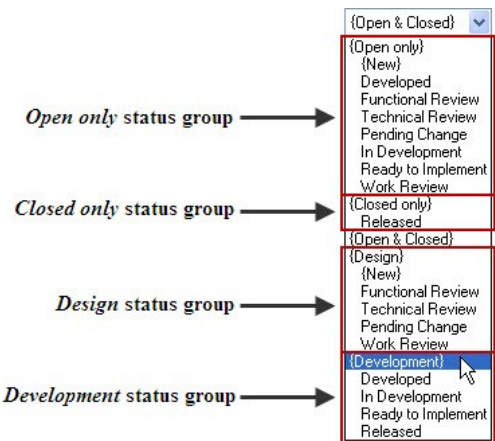 {Open & Closed}
{Open only}
{New}
Developed
Functional Review
Technical Review
Pending Change
In Development
Ready to Implement
Work Review
{Closed only}
Released
{Open & Closed}
{Design}
{New}
Functional Review
Technical Review
Pending Change
Work Review
{Development}
Developed
In Development
Ready to Implement
Released
Open only status group
Closed only status group
Design status group
Development status group